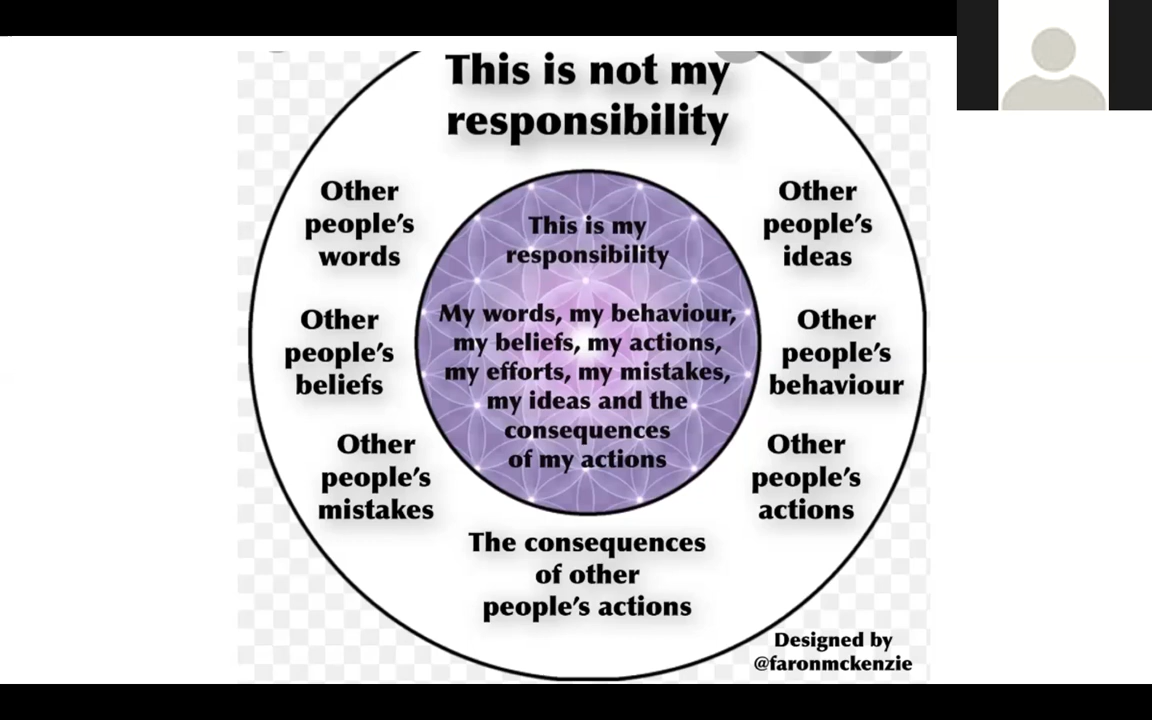 This is not my
responsibility
Other
people's
words
Other
people's
ideas
This is my
responsibility
My words, my behaviour,
my beliefs, my actions,
my efforts, my mistakes,
my ideas and the
consequences
of my actions
Other
people's
beliefs
Other
people's
behaviour
Other
people's
mistakes
Other
people's
actions
The consequences
of other
people's actions
Designed by
@faronmckenzie